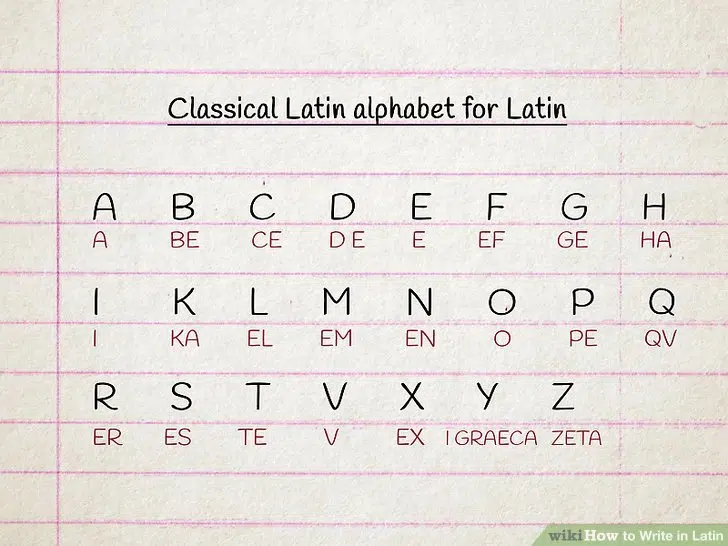 Classical Latin alphabet for Latin
A B C D E F G H
A BE CE D E E EF GE HA
I K L M N O P Q
I KA EL EM EN O PE QV
R S T V X Y Z
ER ES TE V EX I GRAECA ZETA
wikiHow to Write in Latin